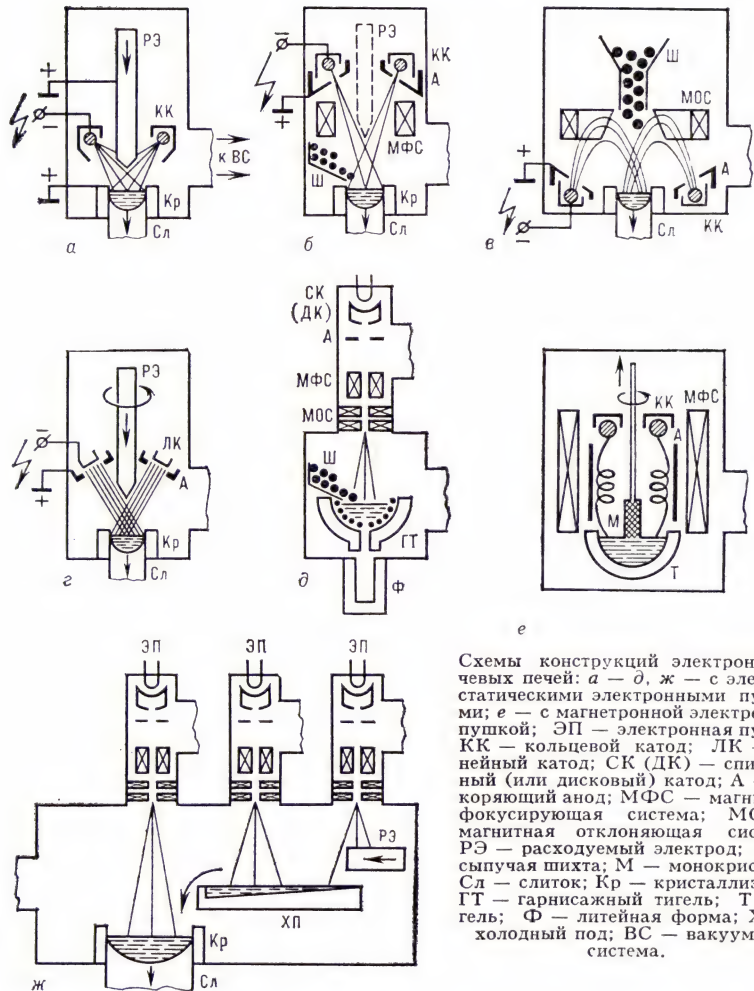 РЭ
+
КК
−
+
к ВС
Кр
Сл
а
−
РЭ
КК
А
+
МФС
Ш
Кр
Сл
б
Ш
МОС
+
А
−
КК
Сл
в
РЭ
−
ЛК
А
+
Кр
Сл
г
СК
(ДК)
А
МФС
МОС
Ш
ГТ
Ф
д
КК
МФС
А
М
Т
е
ЭП
ЭП
ЭП
РЭ
ХП
Кр
Сл
ж
Схемы конструкций электрон
чевых печей: а — д, ж — с элек
статическими электронными пу
ми; е — с магнетронной электро
пушкой; ЭП — электронная пу
КК — кольцевой катод; ЛК —
нейный катод; СК (ДК) — спи
ный (или дисковый) катод; А —
коряющий анод; МФС — магн
фокусирующая система; МО
магнитная отклоняющая сис
РЭ — расходуемый электрод;
сыпучая шихта; М — монокрис
Сл — слиток; Кр — кристаллиз
ГТ — гарнисажный тигель; Т
гель; Ф — литейная форма; Х
холодный под; ВС — вакуум
система.